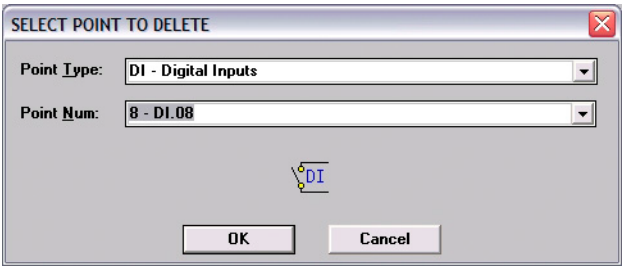 SELECT POINT TO DELETE
Point Type: DI - Digital Inputs
Point Num: 8 - DI.08
DI
OK Cancel